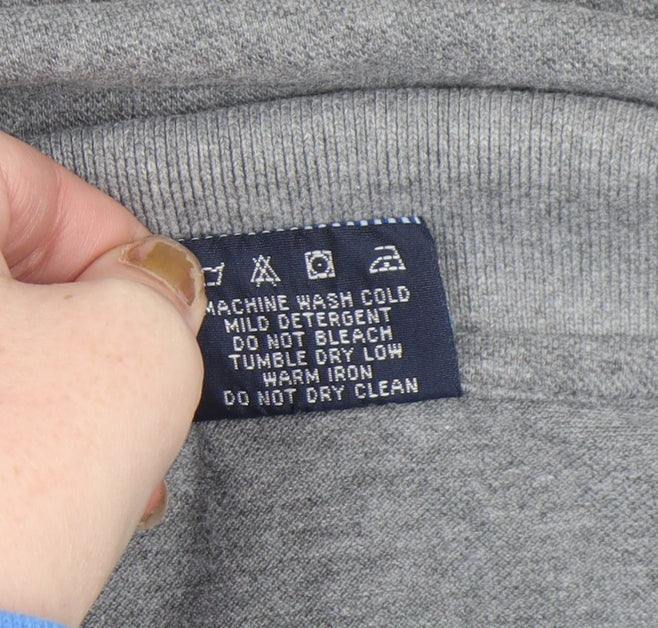 MACHINE WASH COLD
MILD DETERGENT
DO NOT BLEACH
TUMBLE DRY LOW
WARM IRON
DO NOT DRY CLEAN